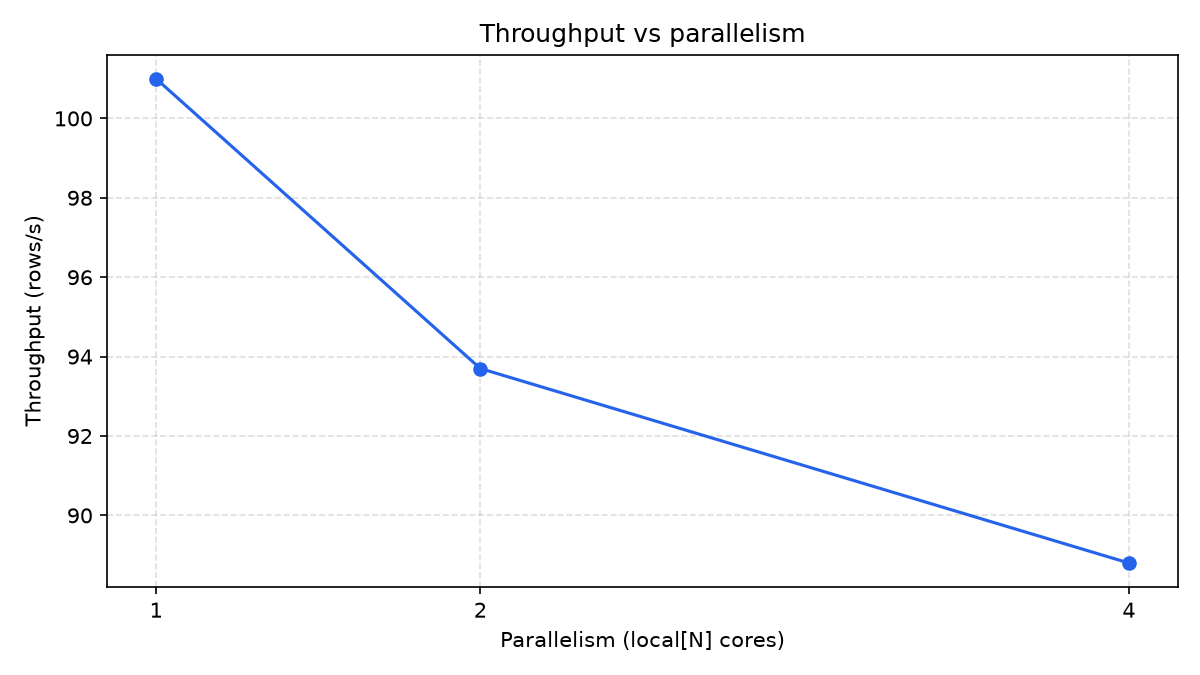 Throughput vs parallelism
Throughput (rows/s)
100
98
96
94
92
90
1 2 4
Parallelism (local[N] cores)